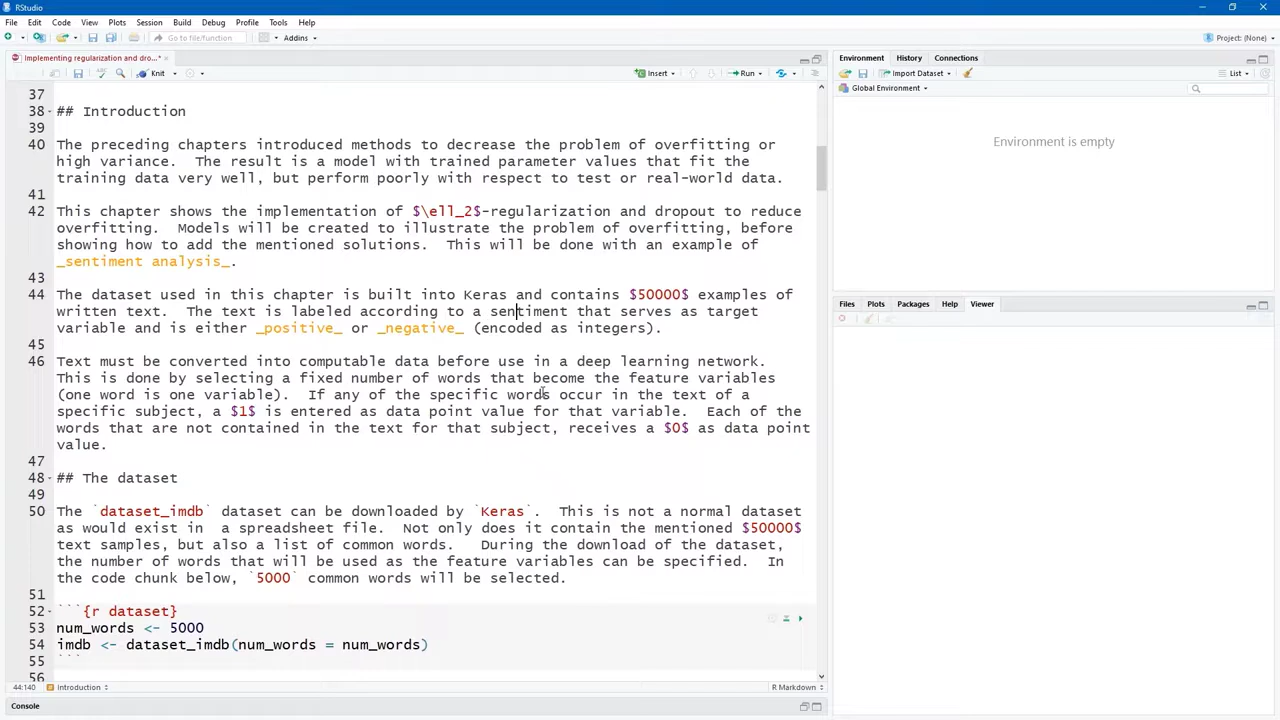 RStudio
File Edit Code View Plots Session Build Debug Profile Tools Help
Go to file/function Addins Project: (None)
Implementing regularization and dro...*
Knit Insert Run
37
38 ## Introduction
39
40 The preceding chapters introduced methods to decrease the problem of overfitting or
high variance.  The result is a model with trained parameter values that fit the
training data very well, but perform poorly with respect to test or real-world data.
41
42 This chapter shows the implementation of $\ell_2$-regularization and dropout to reduce
overfitting.  Models will be created to illustrate the problem of overfitting, before
showing how to add the mentioned solutions.  This will be done with an example of
_sentiment analysis_.
43
44 The dataset used in this chapter is built into Keras and contains $50000$ examples of
written text.  The text is labeled according to a sentiment that serves as target
variable and is either _positive_ or _negative_ (encoded as integers).
45
46 Text must be converted into computable data before use in a deep learning network.
This is done by selecting a fixed number of words that become the feature variables
(one word is one variable).  If any of the specific words occur in the text of a
specific subject, a $1$ is entered as data point value for that variable.  Each of the
words that are not contained in the text for that subject, receives a $0$ as data point
value.
47
48 ## The dataset
49
50 The `dataset_imdb` dataset can be downloaded by `Keras`.  This is not a normal dataset
as would exist in  a spreadsheet file.  Not only does it contain the mentioned $50000$
text samples, but also a list of common words.   During the download of the dataset,
the number of words that will be used as the feature variables can be specified.  In
the code chunk below, `5000` common words will be selected.
51
52 ```{r dataset}
53 num_words <- 5000
54 imdb <- dataset_imdb(num_words = num_words)
55 ```
56
44:140 Introduction R Markdown
Console
Environment History Connections
Import Dataset List
Global Environment
Environment is empty
Files Plots Packages Help Viewer